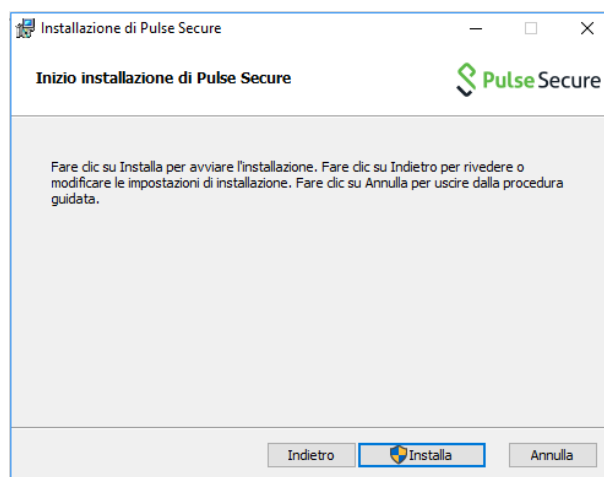 Installazione di Pulse Secure
Inizio installazione di Pulse Secure
Pulse Secure
Fare clic su Installa per avviare l'installazione. Fare clic su Indietro per rivedere o
modificare le impostazioni di installazione. Fare clic su Annulla per uscire dalla procedura
guidata.
Indietro
Installa
Annulla